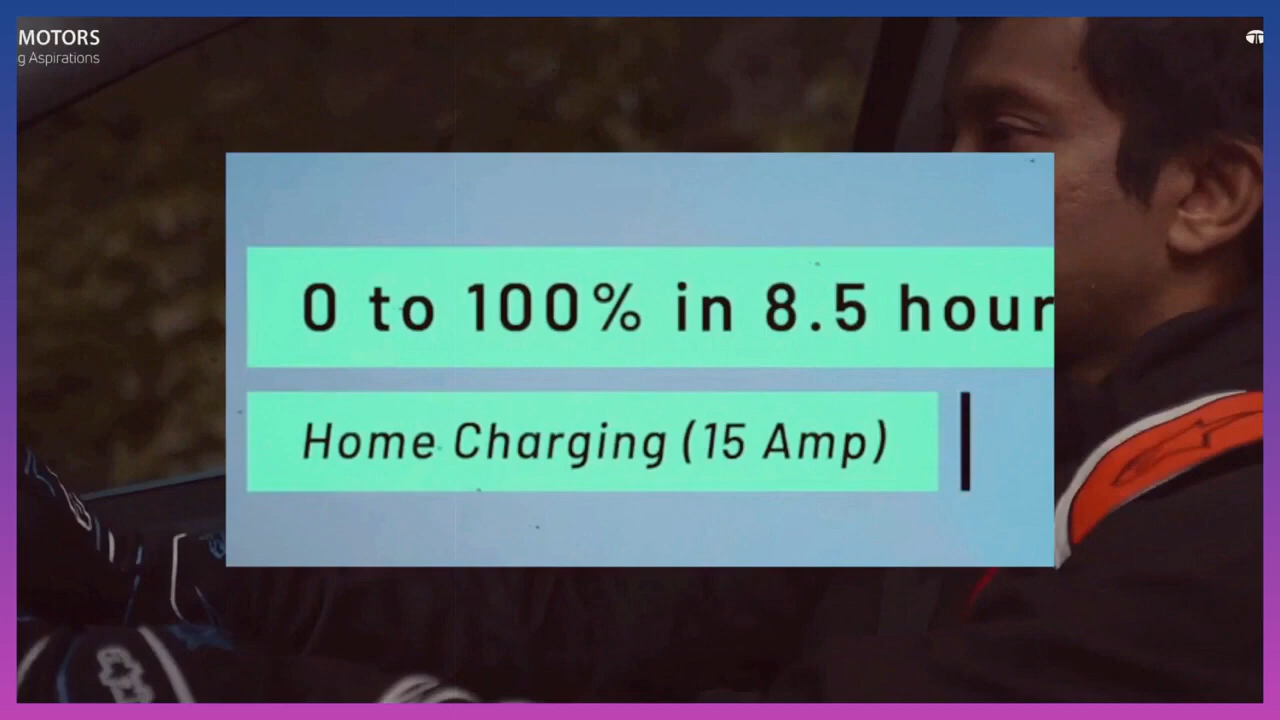 MOTORS
g Aspirations
0 to 100% in 8.5 hour
Home Charging (15 Amp)